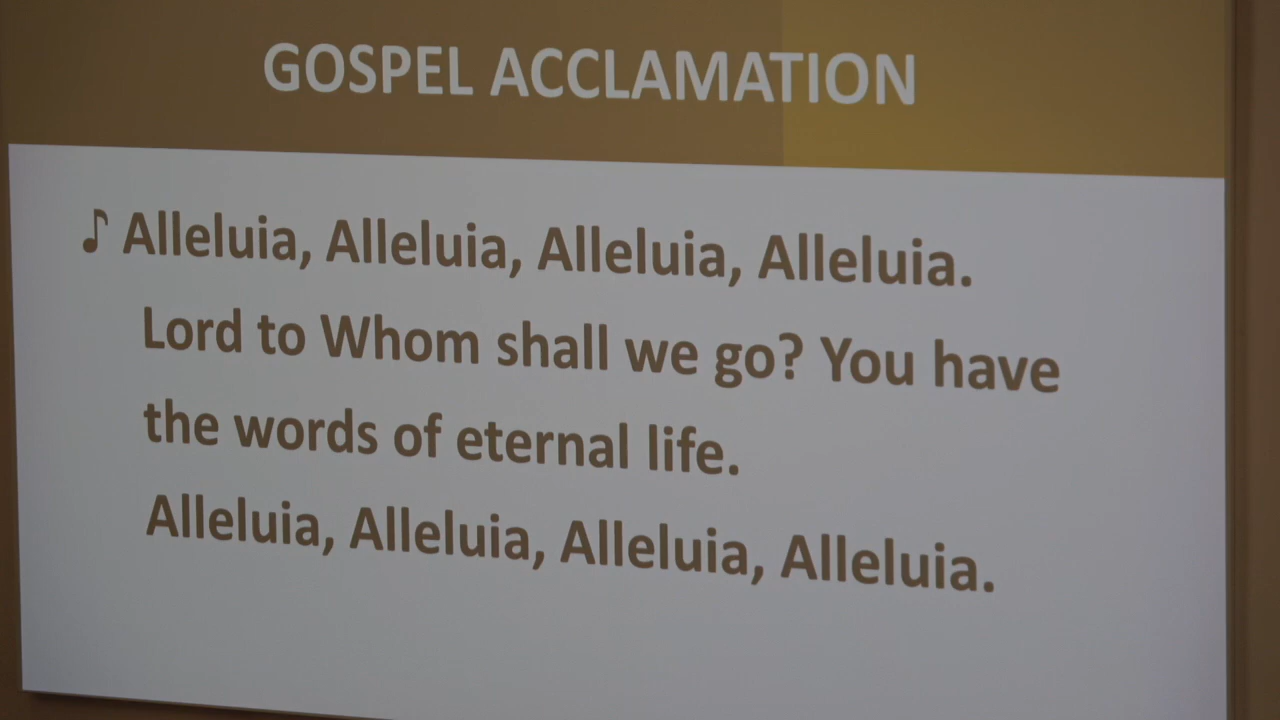 GOSPEL ACCLAMATION
♪ Alleluia, Alleluia, Alleluia, Alleluia.
Lord to Whom shall we go? You have
the words of eternal life.
Alleluia, Alleluia, Alleluia, Alleluia.